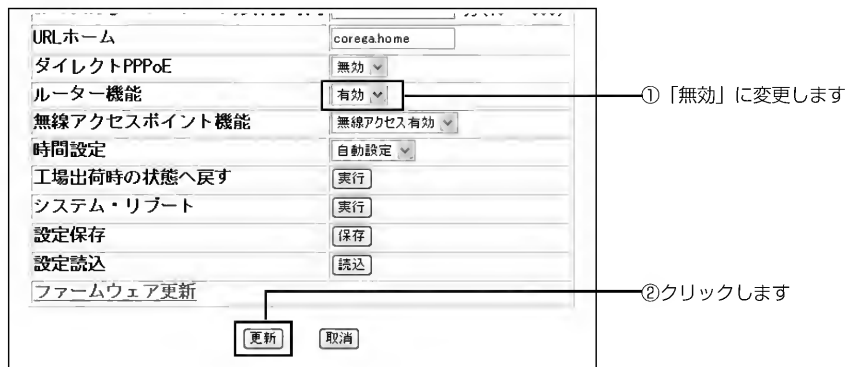 URLホーム corega.home
ダイレクトPPPoE 無効
ルーター機能 有効 ①「無効」に変更します
無線アクセスポイント機能 無線アクセス有効
時間設定 自動設定
工場出荷時の状態へ戻す 実行
システム・リブート 実行
設定保存 保存
設定読込 読込
ファームウェア更新 ②クリックします
更新 取消